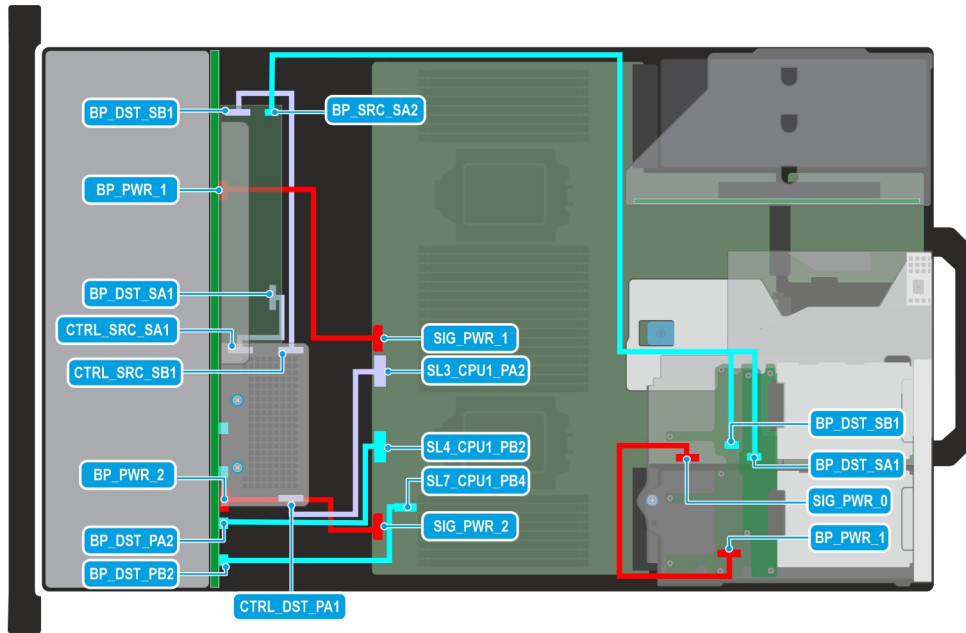 BP_DST_SB1
BP_SRC_SA2
BP_PWR_1
BP_DST_SA1
CTRL_SRC_SA1
SIG_PWR_1
CTRL_SRC_SB1
SL3_CPU1_PA2
BP_DST_SB1
SL4_CPU1_PB2
BP_DST_SA1
BP_PWR_2
SL7_CPU1_PB4
SIG_PWR_0
SIG_PWR_2
BP_DST_PA2
BP_PWR_1
BP_DST_PB2
CTRL_DST_PA1